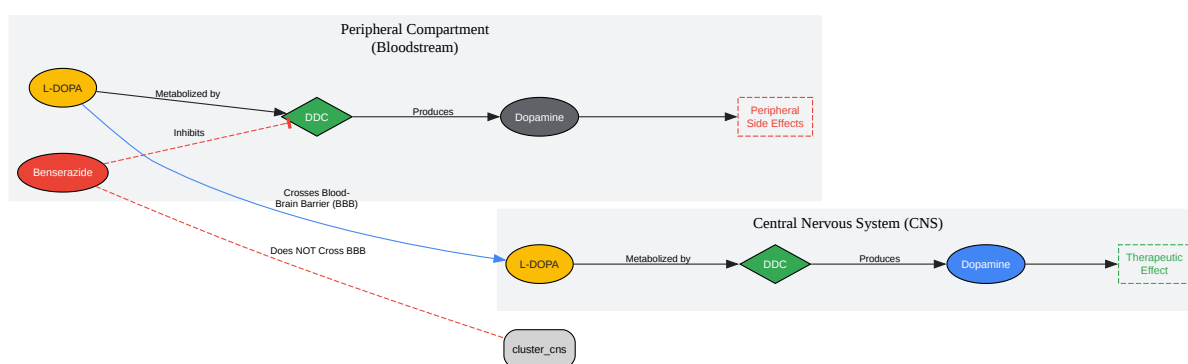 Peripheral Compartment
(Bloodstream)
L-DOPA
Metabolized by
DDC
Produces
Dopamine
Peripheral
Side Effects
Inhibits
Benserazide
Crosses Blood-
Brain Barrier (BBB)
Does NOT Cross BBB
Central Nervous System (CNS)
L-DOPA
Metabolized by
DDC
Produces
Dopamine
Therapeutic
Effect
cluster_cns